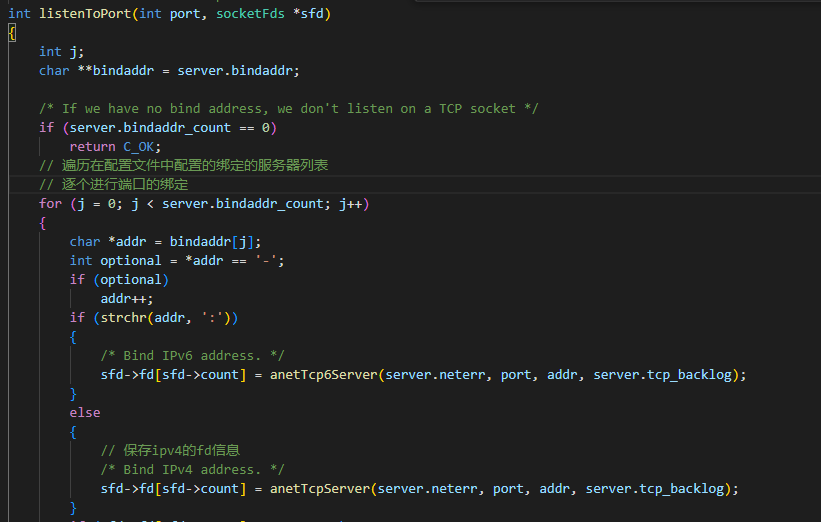 int listenToPort(int port, socketFds *sfd)
{
    int j;
    char **bindaddr = server.bindaddr;

    /* If we have no bind address, we don't listen on a TCP socket */
    if (server.bindaddr_count == 0)
        return C_OK;
    // 遍历在配置文件中配置的绑定的服务器列表
    // 逐个进行端口的绑定
    for (j = 0; j < server.bindaddr_count; j++)
    {
        char *addr = bindaddr[j];
        int optional = *addr == '-';
        if (optional)
            addr++;
        if (strchr(addr, ':'))
        {
            /* Bind IPv6 address. */
            sfd->fd[sfd->count] = anetTcp6Server(server.neterr, port, addr, server.tcp_backlog);
        }
        else
        {
            // 保存ipv4的fd信息
            /* Bind IPv4 address. */
            sfd->fd[sfd->count] = anetTcpServer(server.neterr, port, addr, server.tcp_backlog);
        }